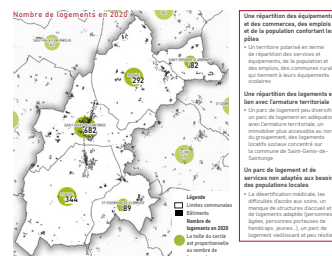 Nombre de logements en 2020
82
292
682
344
89
Légende
Limites communales
Bâtiments
Nombre de
logements en 2020
La taille du cercle
est proportionnelle
au nombre de
Une répartition des équipements
et des commerces, des emplois
et de la population confortant les
pôles
• Un territoire polarisé en terme
de répartition des services et
équipements, de la population et
des emplois, des communes rurales
qui tiennent à leurs équipements
scolaires
Une répartition des logements en
lien avec l'armature territoriale
• Un parc de logement peu diversifié,
un parc de logement en adéquation
avec l'armature territoriale, un
immobilier plus accessible au nord
du groupement, des logements
locatifs sociaux concentré sur
la commune de Saint-Genis-de-
Saintonge
Un parc de logement et de
services non adaptés aux besoins
des populations locales
• La désertification médicale, les
difficultés d'accès aux soins, un
manque de structures d'accueil et
de logements adaptés (personnes
âgées, personnes porteuses de
handicaps, jeunes..), un parc de
logement vieillissant et peu